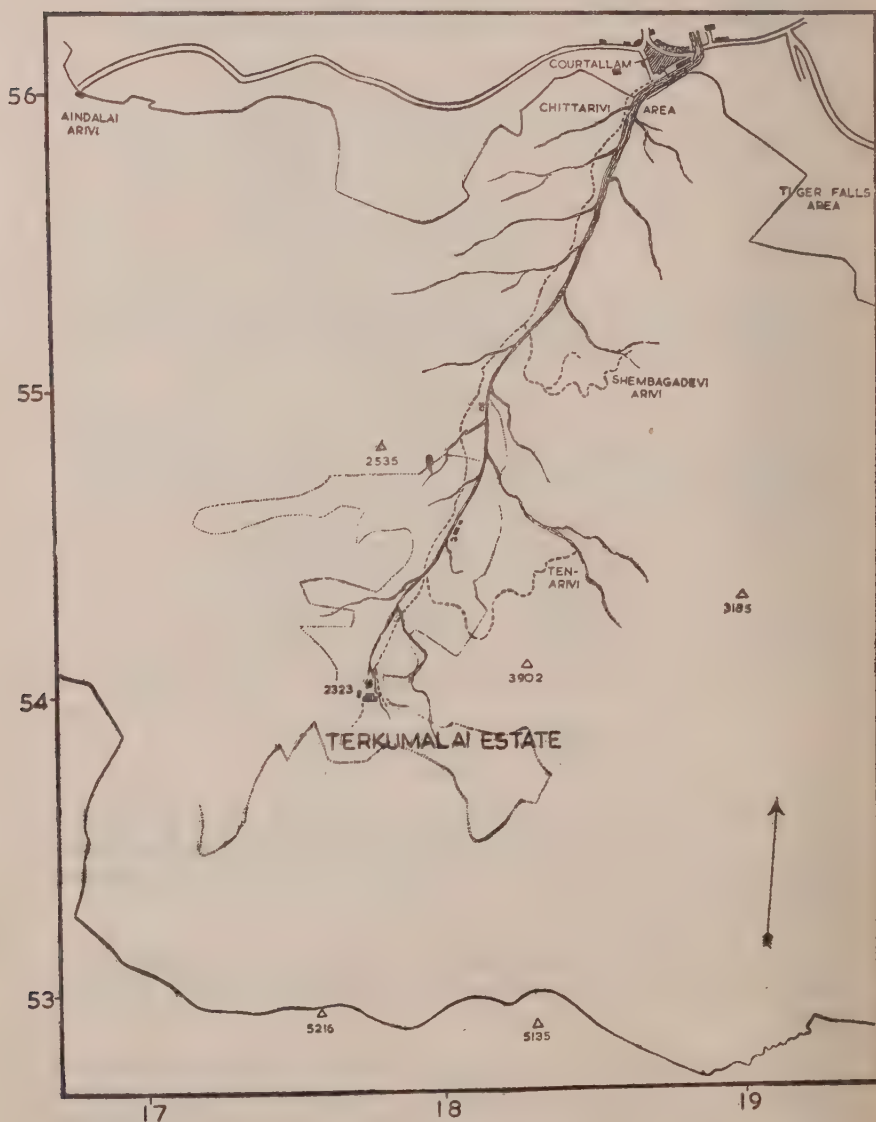 COURTALLAM
56
AINDALAI
ARIVI
CHITTARIVI AREA
TIGER FALLS
AREA
55
SHEMBAGADEVI
ARIVI
2535
TEN-
ARIVI
3185
3902
2323
54
TERKUMALAI ESTATE
53
5216
5135
17
18
19